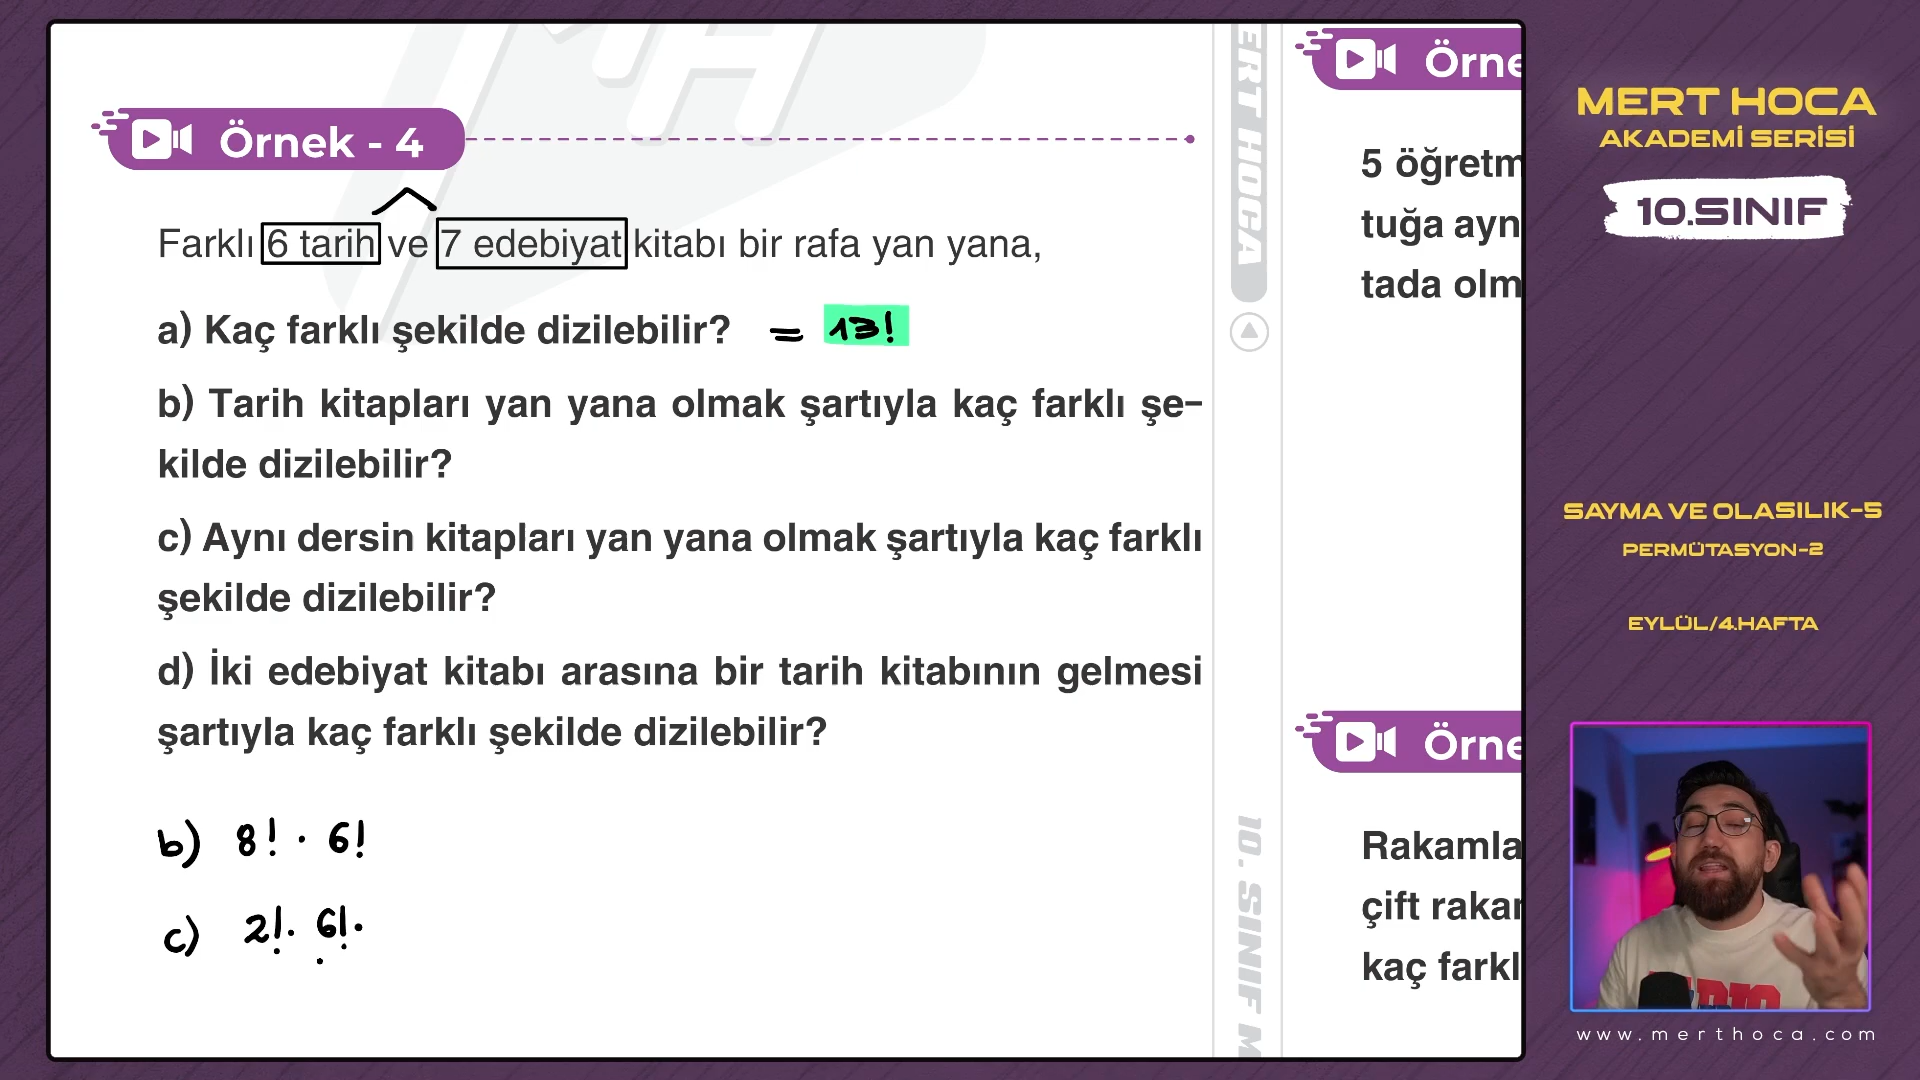 Örnek - 4
Farklı 6 tarih ve 7 edebiyat kitabı bir rafa yan yana,
a) Kaç farklı şekilde dizilebilir? = 13!
b) Tarih kitapları yan yana olmak şartıyla kaç farklı şe-
kilde dizilebilir?
c) Aynı dersin kitapları yan yana olmak şartıyla kaç farklı
şekilde dizilebilir?
d) İki edebiyat kitabı arasına bir tarih kitabının gelmesi
şartıyla kaç farklı şekilde dizilebilir?
b) 8! · 6!
c) 2! · 6! ·
ERT HOCA
10. SINIF M
Örne
5 öğretm
tuğa ayn
tada olm
Örne
Rakamla
çift rakar
kaç farkl
MERT HOCA
AKADEMİ SERİSİ
10.SINIF
SAYMA VE OLASILIK-5
PERMÜTASYON-2
EYLÜL/4.HAFTA
www.merthoca.com